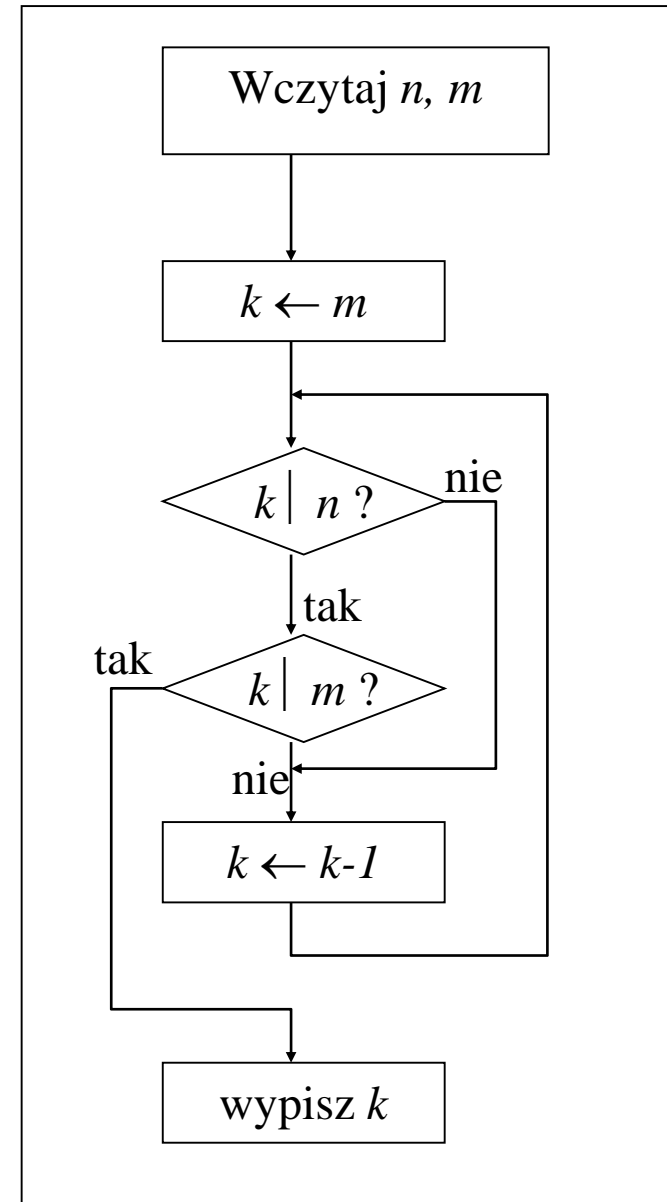 Wczytaj n, m
k ← m
k | n ?
nie
tak
tak
k | m ?
nie
k ← k-1
wypisz k